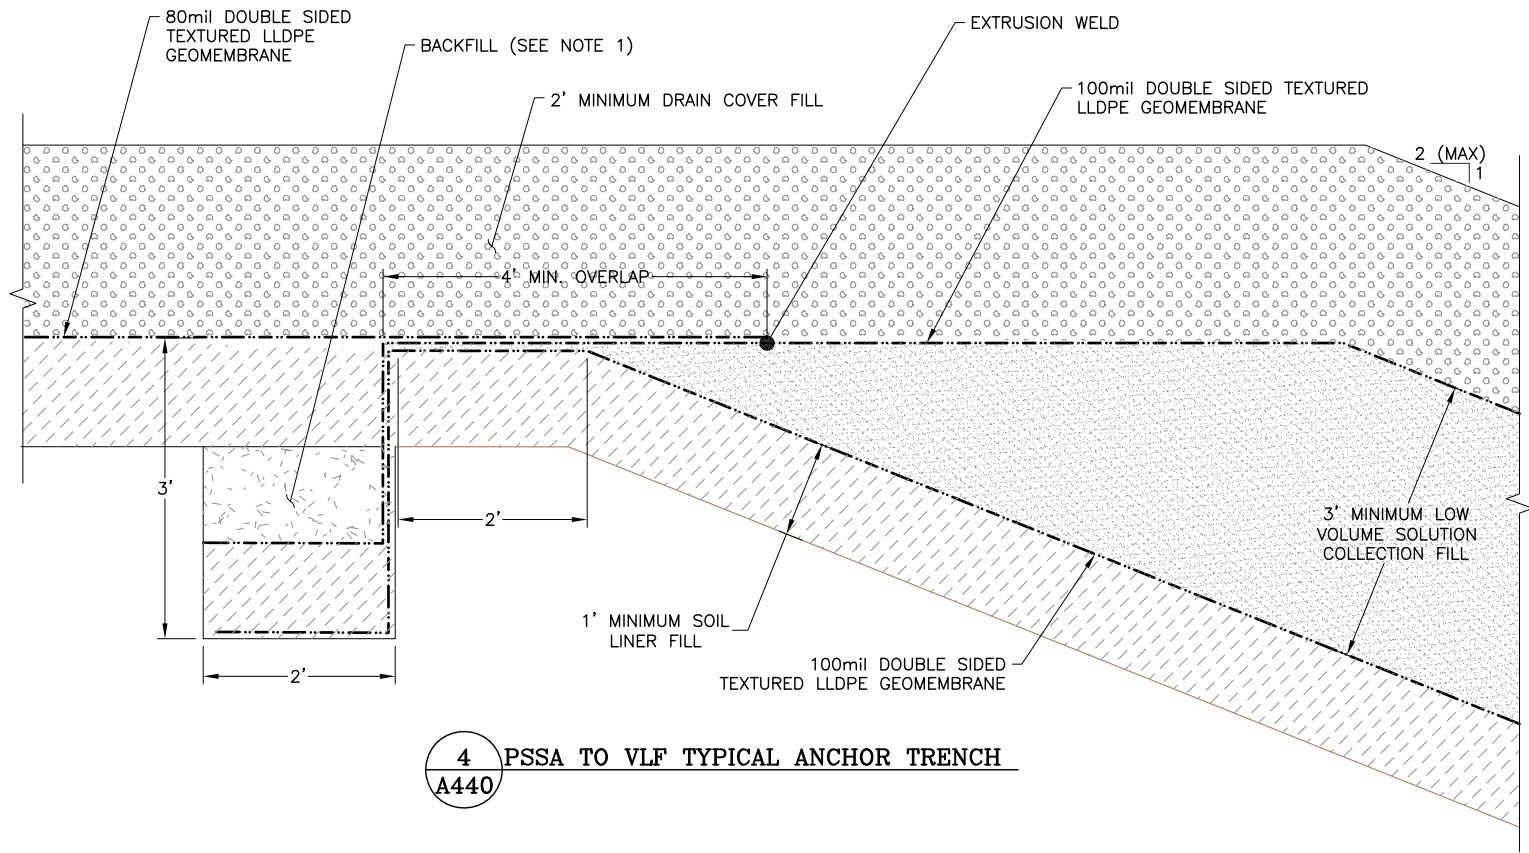 80mil DOUBLE SIDED
TEXTURED LLDPE
GEOMEMBRANE
BACKFILL (SEE NOTE 1)
2' MINIMUM DRAIN COVER FILL
EXTRUSION WELD
100mil DOUBLE SIDED TEXTURED
LLDPE GEOMEMBRANE
2 (MAX)
1
4' MIN. OVERLAP
3'
2'
2'
1' MINIMUM SOIL
LINER FILL
100mil DOUBLE SIDED
TEXTURED LLDPE GEOMEMBRANE
3' MINIMUM LOW
VOLUME SOLUTION
COLLECTION FILL
4
A440
PSSA TO VLF TYPICAL ANCHOR TRENCH